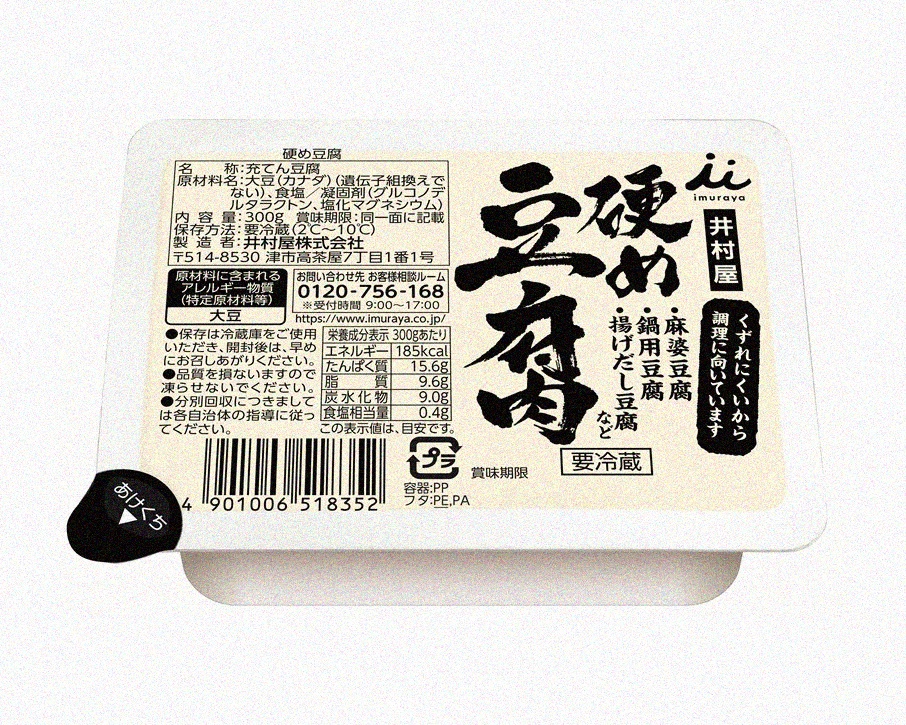 硬め豆腐
名 称:充てん豆腐
原材料名:大豆(カナダ)(遺伝子組換えで
ない)、食塩／凝固剤(グルコノデ
ルタラクトン、塩化マグネシウム)
内 容 量:300g 賞味期限:同一面に記載
保存方法:要冷蔵(2℃〜10℃)
製 造 者:井村屋株式会社
〒514-8530 津市高茶屋7丁目1番1号
原材料に含まれる
アレルギー物質
(特定原材料等)
大豆
お問い合わせ先 お客様相談ルーム
0120-756-168
※受付時間 9:00〜17:00
https://www.imuraya.co.jp/
●保存は冷蔵庫をご使用
いただき、開封後は、早め
にお召しあがりください。
●品質を損ないますので
凍らせないでください。
●分別回収につきまして
は各自治体の指導に従っ
てください。
栄養成分表示 300gあたり
エネルギー 185kcal
たんぱく質 15.6g
脂 質 9.6g
炭水化物 9.0g
食塩相当量 0.4g
この表示値は、目安です。
4 901006 518352
プラ
容器:PP
フタ:PE,PA
賞味期限
硬め
豆腐
・麻婆豆腐
・鍋用豆腐
・揚げだし豆腐
など
要冷蔵
imuraya
井村屋
くずれにくいから
調理に向いています
あけくち